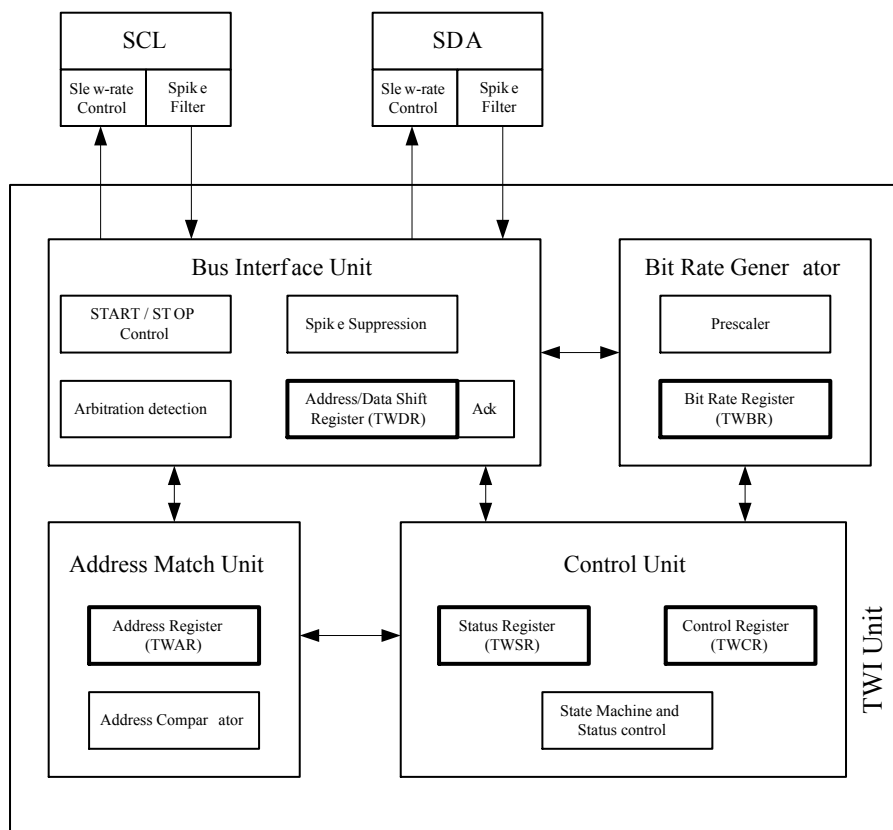 SCL
SDA
Slew-rate
Control
Spike
Filter
Slew-rate
Control
Spike
Filter
Bus Interface Unit
START / STOP
Control
Spike Suppression
Arbitration detection
Address/Data Shift
Register (TWDR)
Ack
Bit Rate Generator
Prescaler
Bit Rate Register
(TWBR)
Address Match Unit
Address Register
(TWAR)
Address Comparator
Control Unit
Status Register
(TWSR)
Control Register
(TWCR)
State Machine and
Status control
TWI Unit